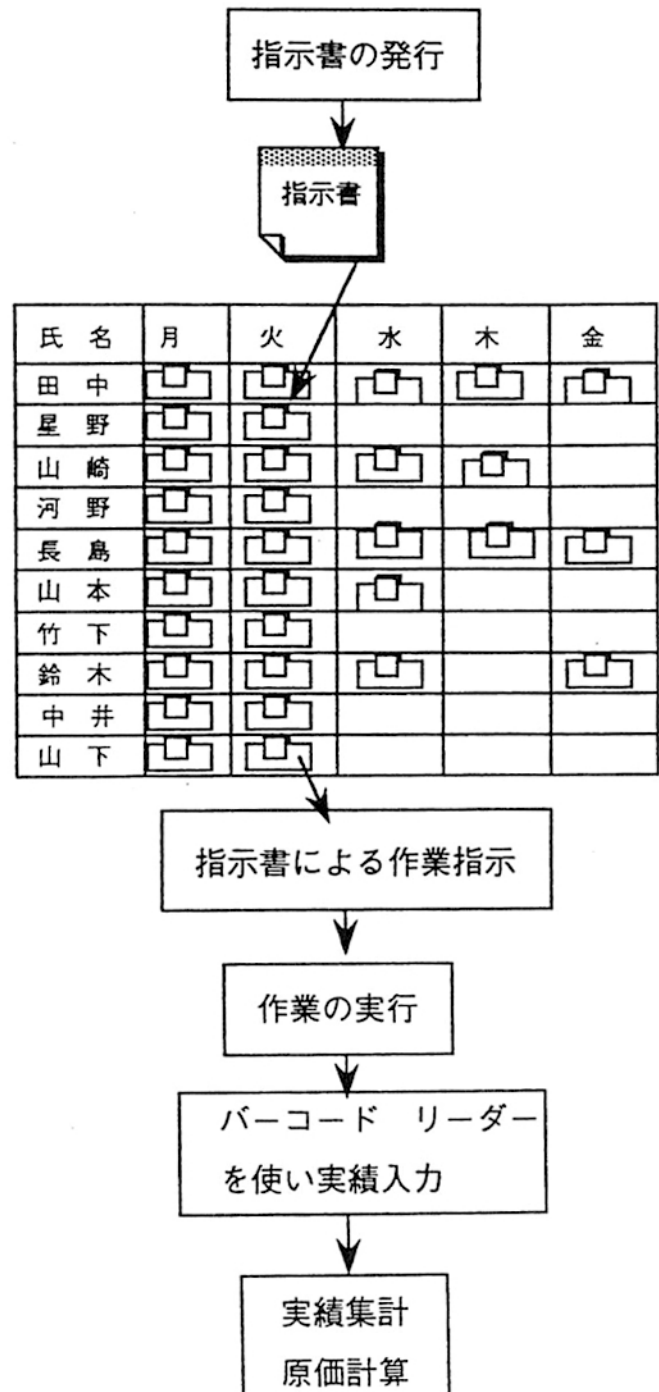 指示書の発行
指示書
氏 名 月 火 水 木 金
田 中
星 野
山 崎
河 野
長 島
山 本
竹 下
鈴 木
中 井
山 下
指示書による作業指示
作業の実行
バーコード リーダー
を使い実績入力
実績集計
原価計算